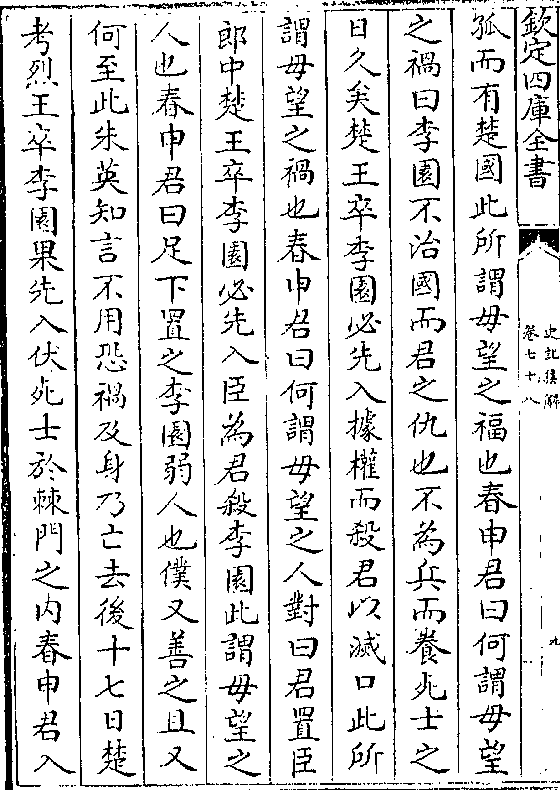 欽定四庫全書
史記集解
卷七十八
九
孤而有楚國此所謂毋望之福也春申君曰何謂毋望
之禍曰李園不治國而君之仇也不為兵而養死士之
日久矣楚王卒李園必先入據權而殺君以滅口此所
謂毋望之禍也春申君曰何謂毋望之人對曰君置臣
郎中楚王卒李園必先入臣為君殺李園此謂毋望之
人也春申君曰足下置之李園弱人也僕又善之且又
何至此朱英知言不用恐禍及身乃亡去後十七日楚
考烈王卒李園果先入伏死士於棘門之内春申君入